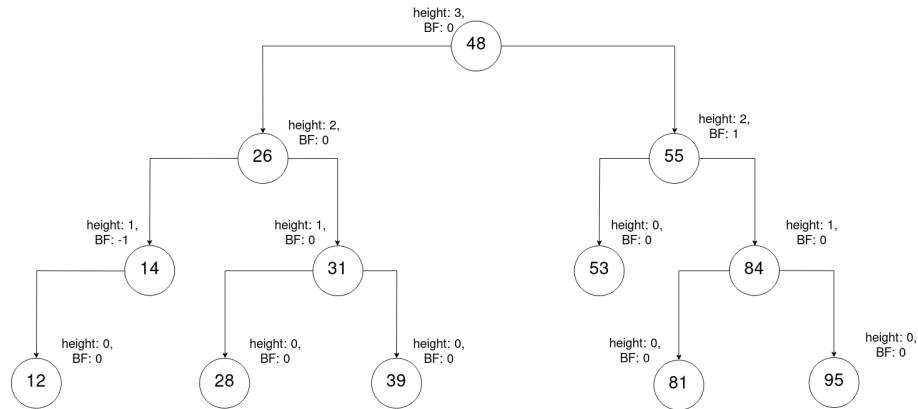 height: 3,
BF: 0
48
height: 2,
BF: 0
26
height: 2,
BF: 1
55
height: 1,
BF: -1
14
height: 1,
BF: 0
31
height: 0,
BF: 0
53
height: 1,
BF: 0
84
height: 0,
BF: 0
12
height: 0,
BF: 0
28
height: 0,
BF: 0
39
height: 0,
BF: 0
81
height: 0,
BF: 0
95